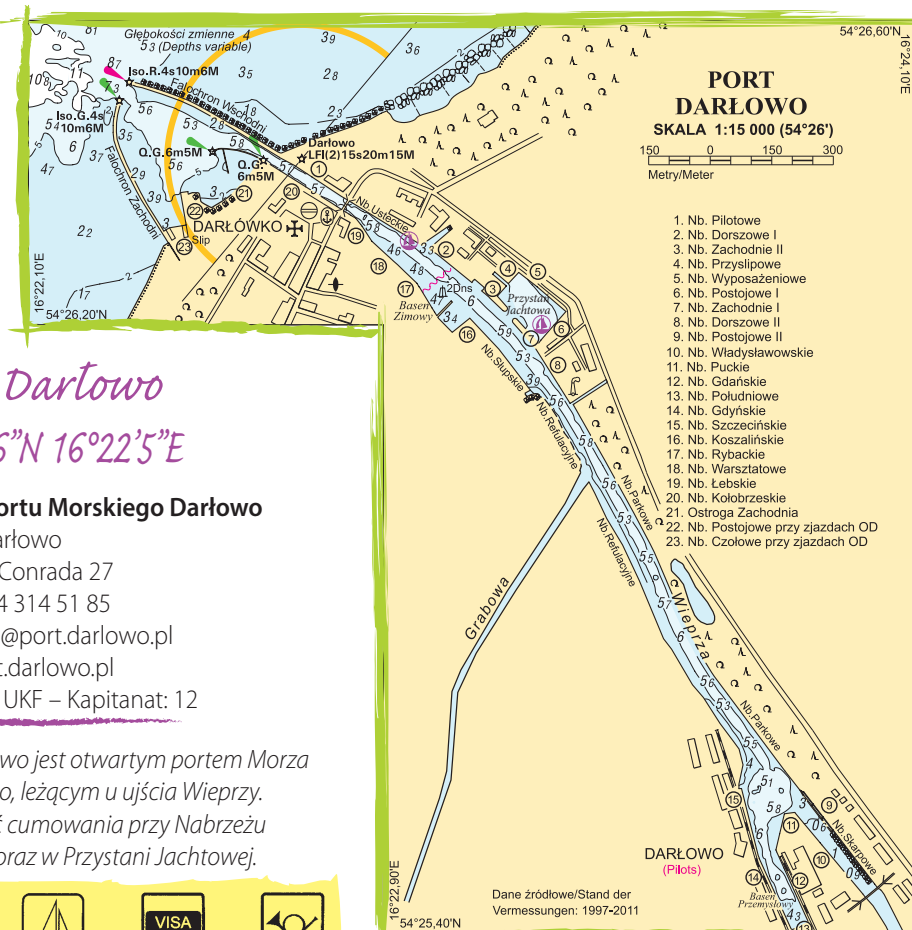 Głębokości zmienne
(Depths variable)
Iso.R.4s10m6M
Falochron Wschodni
Iso.G.4s
10m6M
Falochron Zachodni
Q.G.6m5M
Q.G.
6m5M
Darłowo
LFl(2)15s20m15M
DARŁÓWKO
Slip
16°22,10'E
54°26,20'N
54°26,60'N
16°24,10'E
PORT
DARŁOWO
SKALA 1:15 000 (54°26')
150 0 150 300
Metry/Meter
1. Nb. Pilotowe
2. Nb. Dorszowe I
3. Nb. Zachodnie II
4. Nb. Przyslipowe
5. Nb. Wyposażeniowe
6. Nb. Postojowe I
7. Nb. Zachodnie I
8. Nb. Dorszowe II
9. Nb. Postojowe II
10. Nb. Władysławowskie
11. Nb. Puckie
12. Nb. Gdańskie
13. Nb. Południowe
14. Nb. Gdyńskie
15. Nb. Szczecińskie
16. Nb. Koszalińskie
17. Nb. Rybackie
18. Nb. Warsztatowe
19. Nb. Łebskie
20. Nb. Kołobrzeskie
21. Ostroga Zachodnia
22. Nb. Postojowe przy zjazdach OD
23. Nb. Czołowe przy zjazdach OD
Nb. Usteckie
2Dns
Basen
Zimowy
Przystań
Jachtowa
Nb. Słupskie
Nb. Refulacyjne
Nb. Parkowe
Nb. Refulacyjne
Grabowa
Wieprza
Nb. Parkowe
Nb. Skarpowe
DARŁOWO
(Pilots)
Basen
Przemysłowy
Dane źródłowe/Stand der
Vermessungen: 1997-2011
16°22,90'E
54°25,40'N
Darłowo
6”N 16°22’5”E
ortu Morskiego Darłowo
arłowo
Conrada 27
4 314 51 85
@port.darlowo.pl
t.darlowo.pl
UKF – Kapitanat: 12
wo jest otwartym portem Morza
o, leżącym u ujścia Wieprzy.
ć cumowania przy Nabrzeżu
oraz w Przystani Jachtowej.
VISA